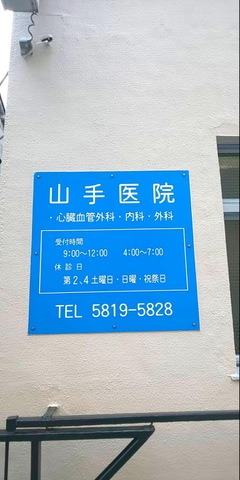 山手医院
・心臓血管外科・内科・外科
受付時間
9:00～12:00　4:00～7:00
休診日
第2、4土曜日・日曜・祝祭日
TEL 5819-5828